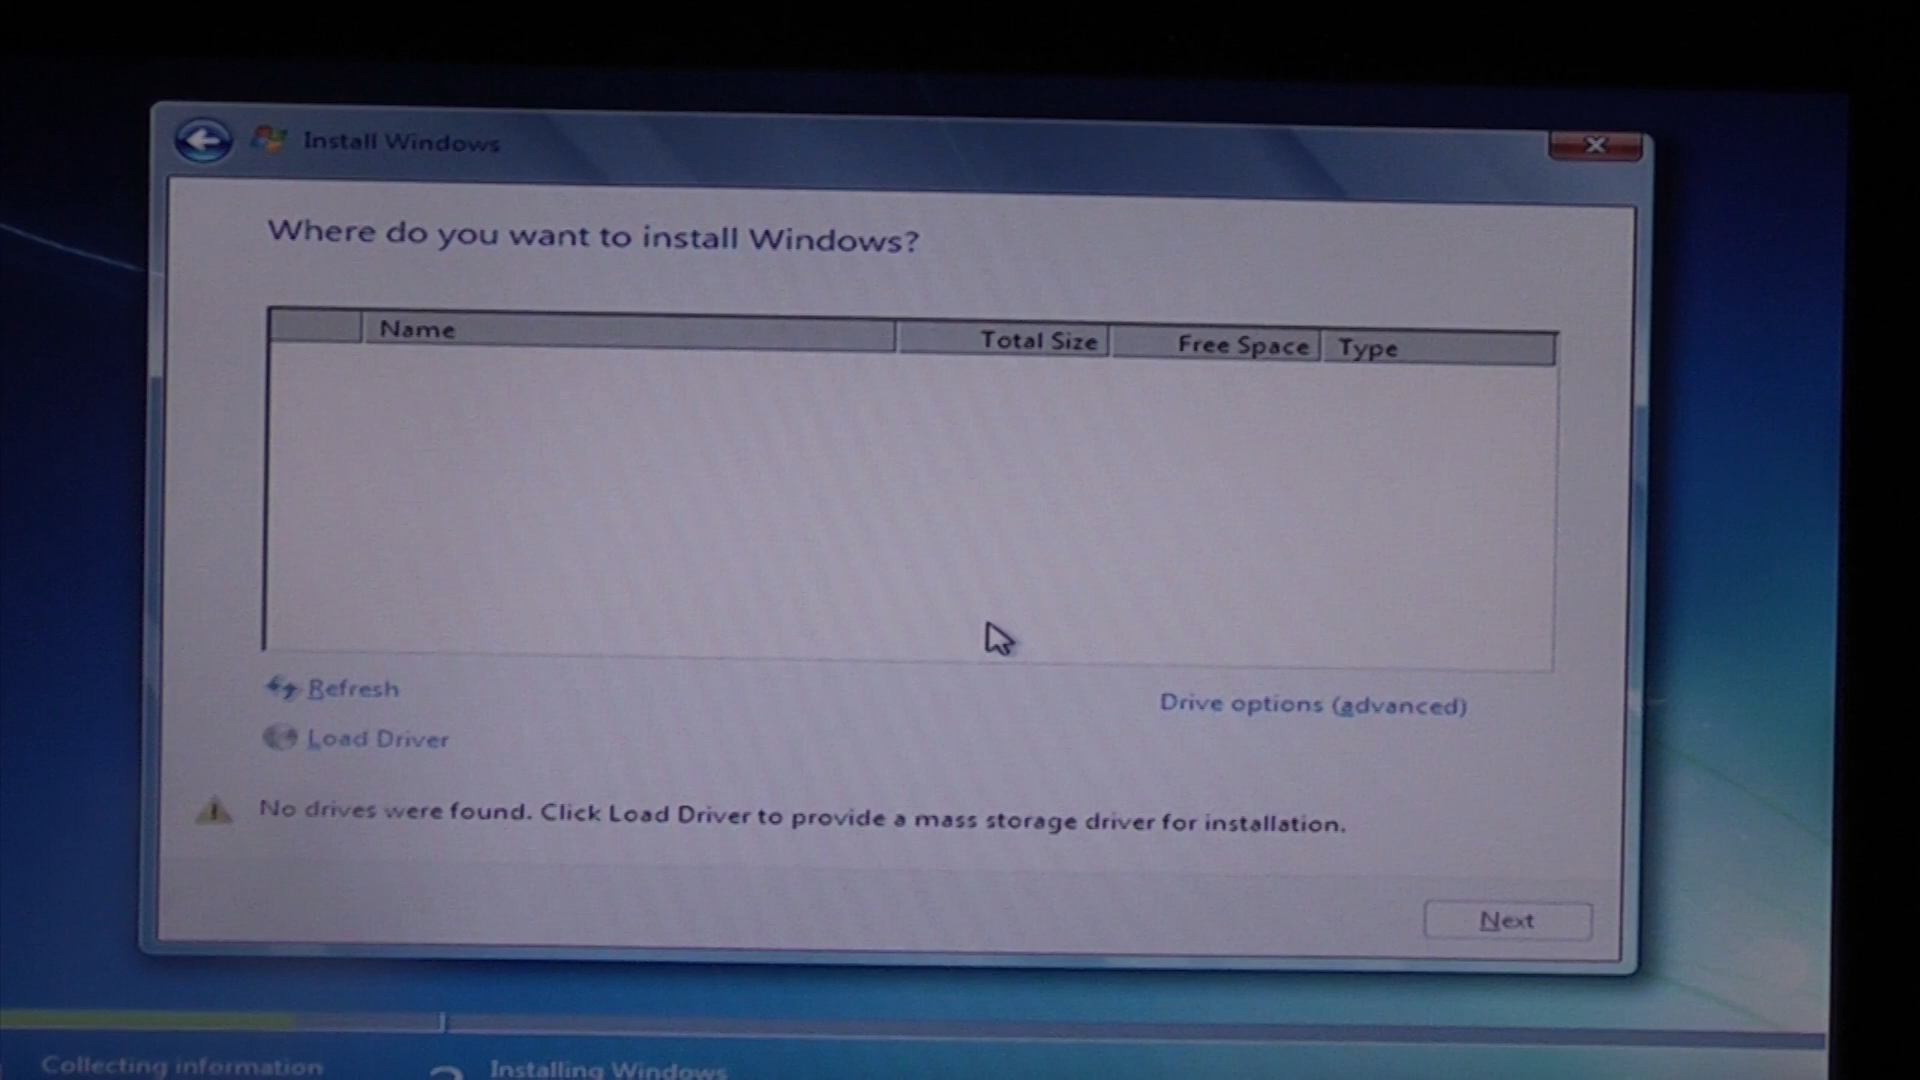 Install Windows
Where do you want to install Windows?
Name Total Size Free Space Type
Refresh
Drive options (advanced)
Load Driver
No drives were found. Click Load Driver to provide a mass storage driver for installation.
Next
Collecting information
2 Installing Windows